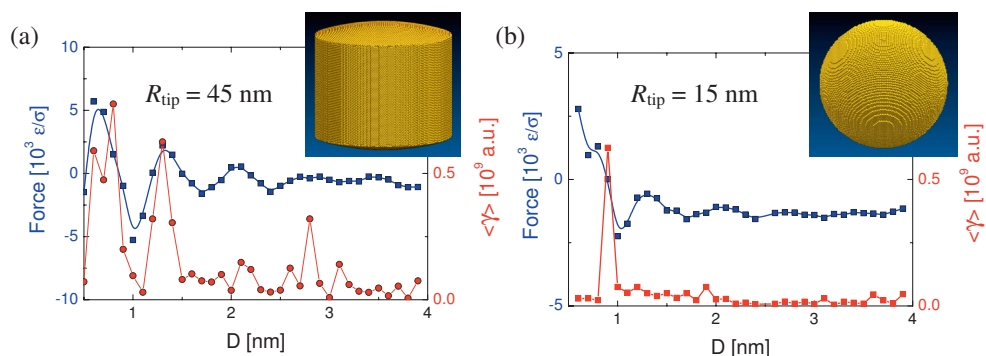 (a)
10
5
0
-5
-10
Force [10³ ε/σ]
R_tip = 45 nm
0.5
0.0
<γ> [10⁹ a.u.]
1
2
3
4
D [nm]
(b)
5
0
-5
Force [10³ ε/σ]
R_tip = 15 nm
0.5
0.0
<γ> [10⁹ a.u.]
1
2
3
4
D [nm]